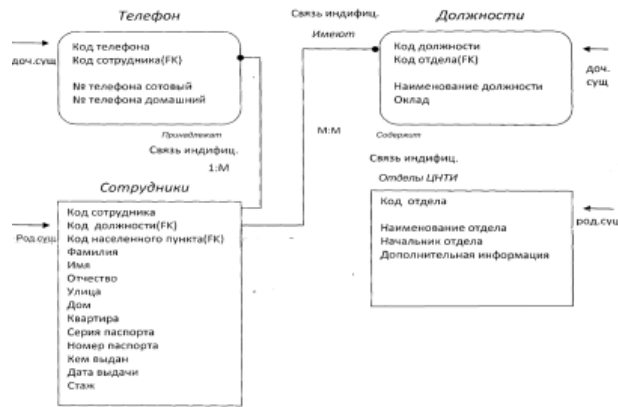 Телефон
доч.сущ
Код телефона
Код сотрудника(FK)
№ телефона сотовый
№ телефона домашний
Принадлежат
Связь индифиц.
1:М
Связь индифиц.
Имеют
М:М
Должности
Код должности
Код отдела(FK)
Наименование должности
Оклад
доч.
сущ
Содержит
Связь индифиц.
Сотрудники
Род.сущ
Код сотрудника
Код должности(FK)
Код населенного пункта(FK)
Фамилия
Имя
Отчество
Улица
Дом
Квартира
Серия паспорта
Номер паспорта
Кем выдан
Дата выдачи
Стаж
Отделы ЦНТИ
Код отдела
Наименование отдела
Начальник отдела
Дополнительная информация
род.сущ